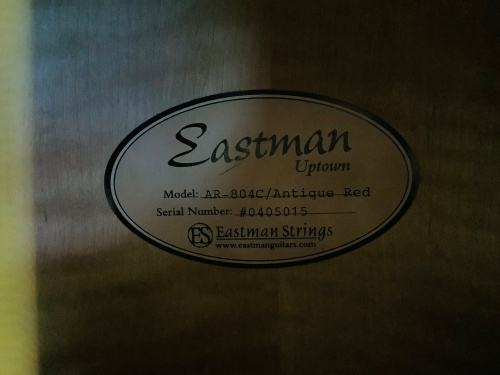 Eastman
Uptown
Model: AR-804C/Antique Red
Serial Number: #0405015
ES Eastman Strings
www.eastmanguitars.com